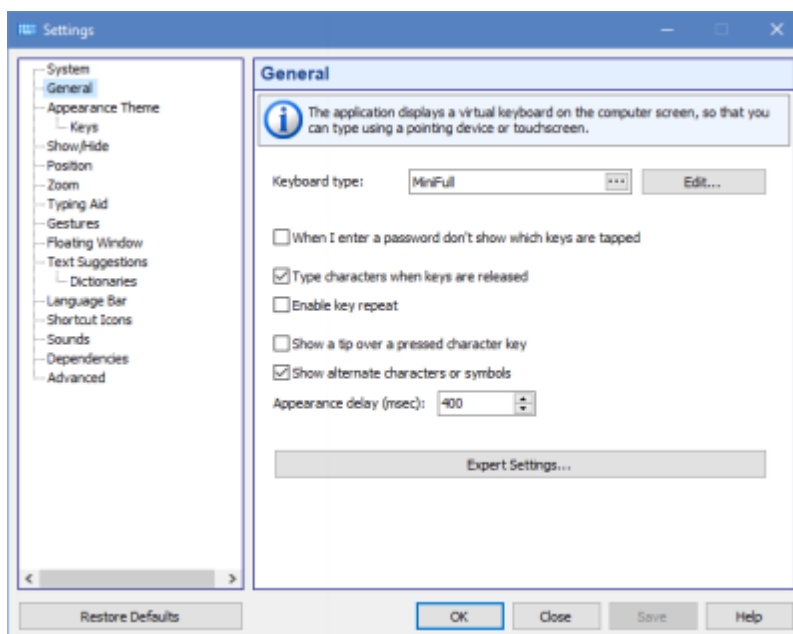 Settings
System
General
Appearance Theme
Keys
Show/Hide
Position
Zoom
Typing Aid
Gestures
Floating Window
Text Suggestions
Dictionaries
Language Bar
Shortcut Icons
Sounds
Dependencies
Advanced
General
The application displays a virtual keyboard on the computer screen, so that you
can type using a pointing device or touchscreen.
Keyboard type: MiniFull ... Edit...
When I enter a password don't show which keys are tapped
Type characters when keys are released
Enable key repeat
Show a tip over a pressed character key
Show alternate characters or symbols
Appearance delay (msec): 400
Expert Settings...
Restore Defaults OK Close Save Help